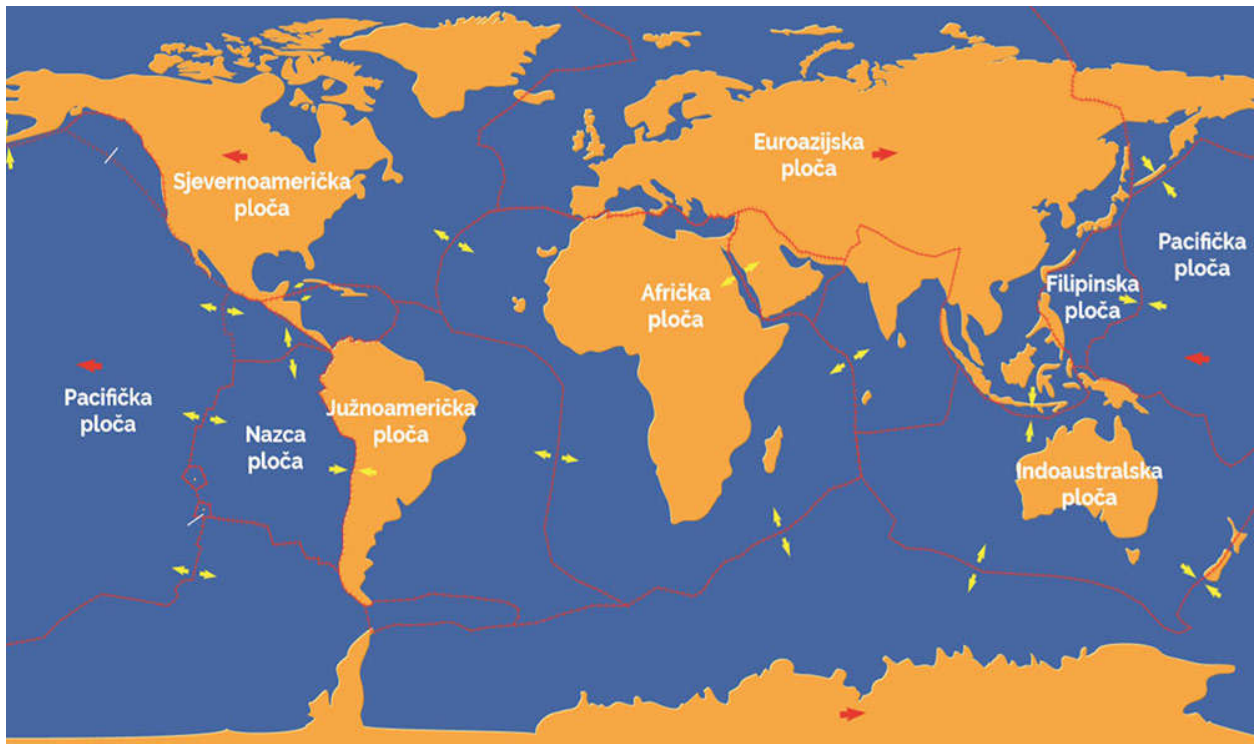 Euroazijska
ploča
Sjevernoamerička
ploča
Pacifička
ploča
Afrička
ploča
Filipinska
ploča
Pacifička
ploča
Južnoamerička
ploča
Nazca
ploča
Indoaustralska
ploča